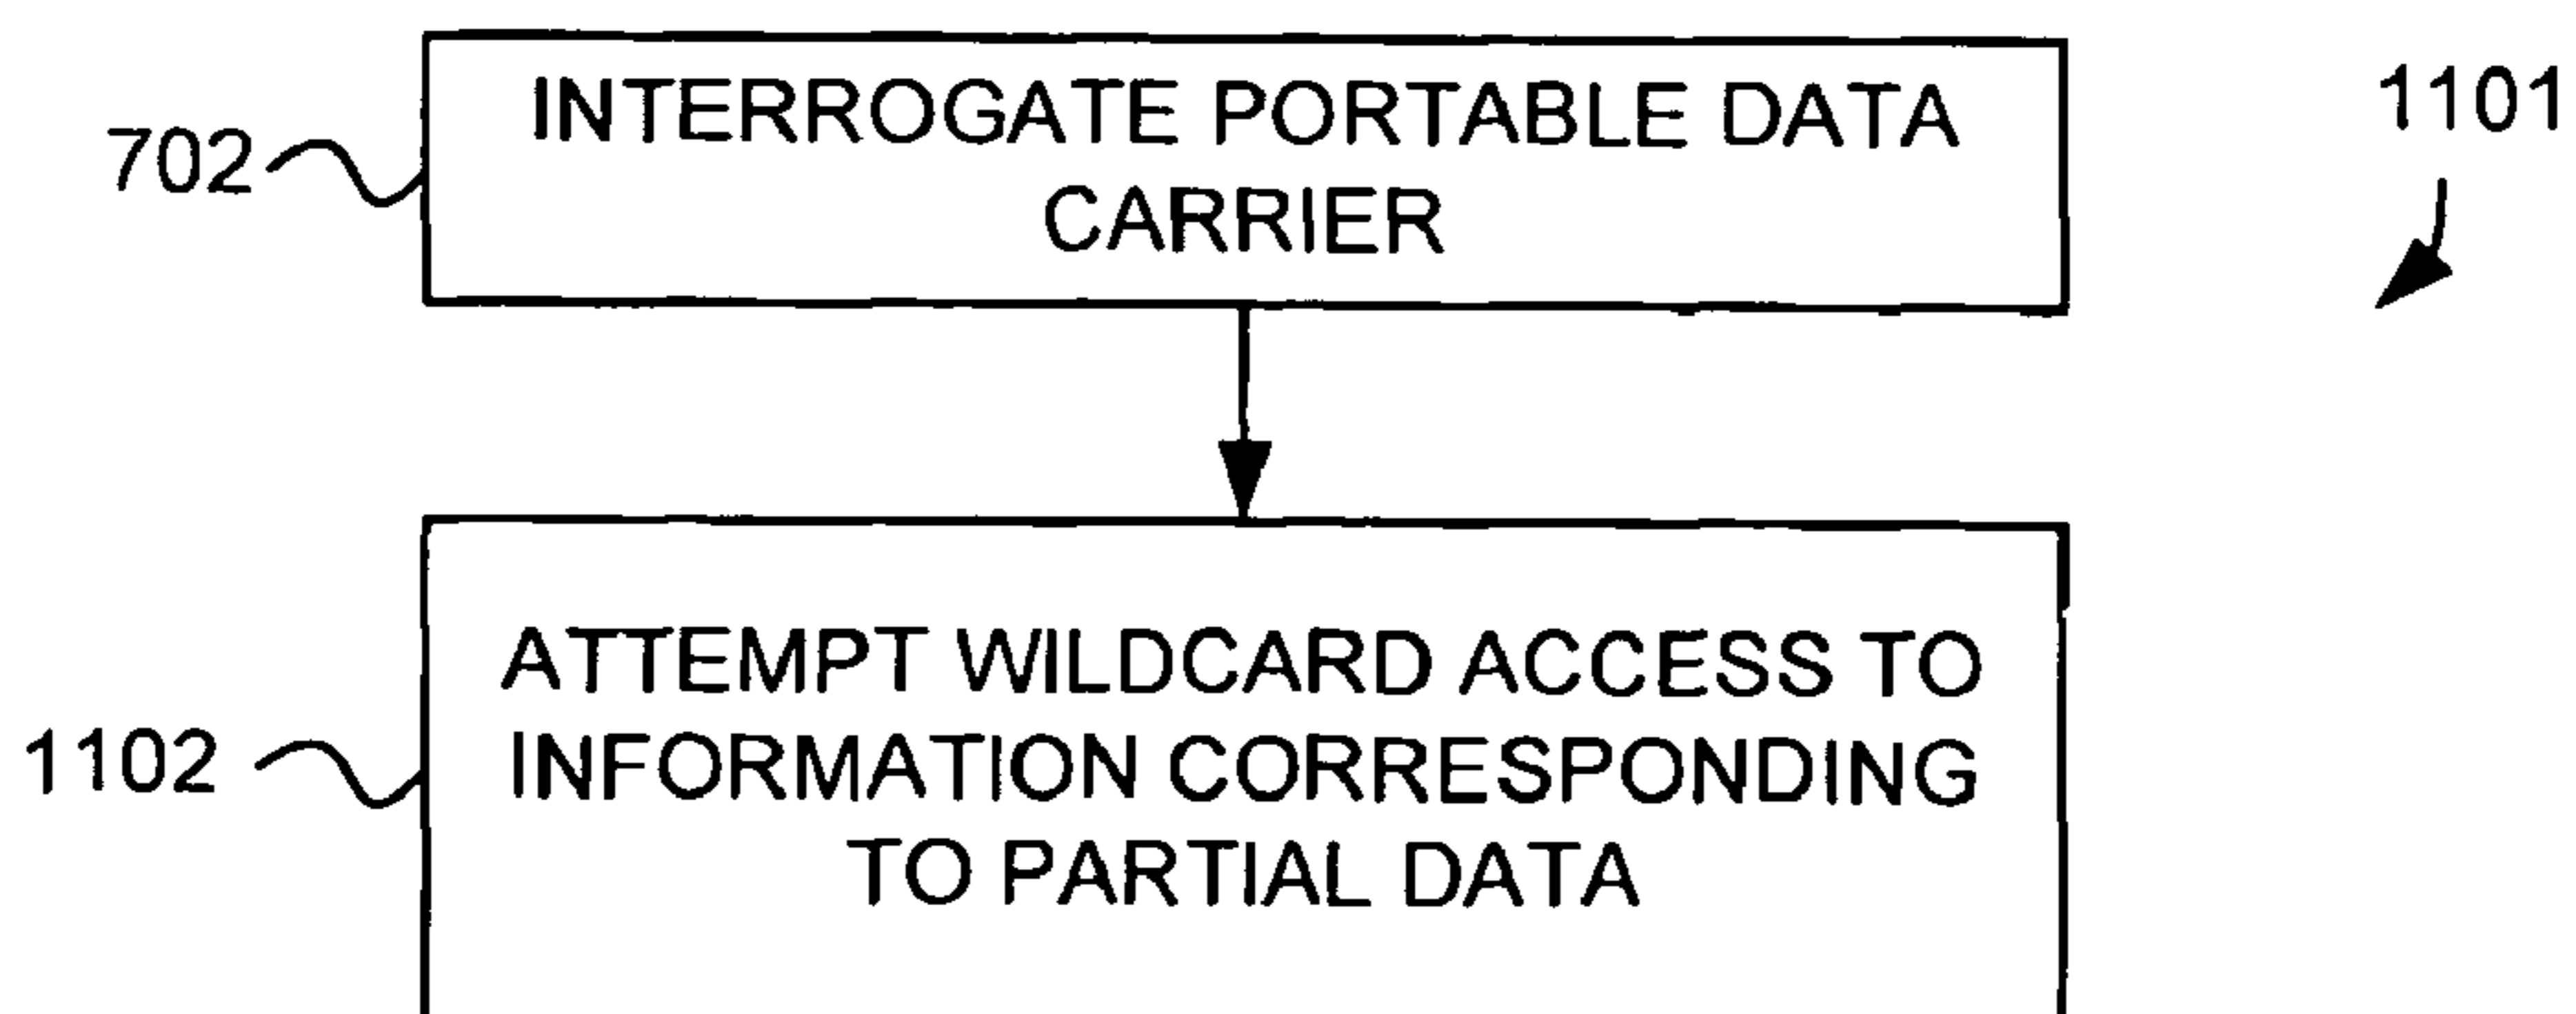 INTERROGATE PORTABLE DATA
CARRIER
702
1101
ATTEMPT WILDCARD ACCESS TO
INFORMATION CORRESPONDING
TO PARTIAL DATA
1102